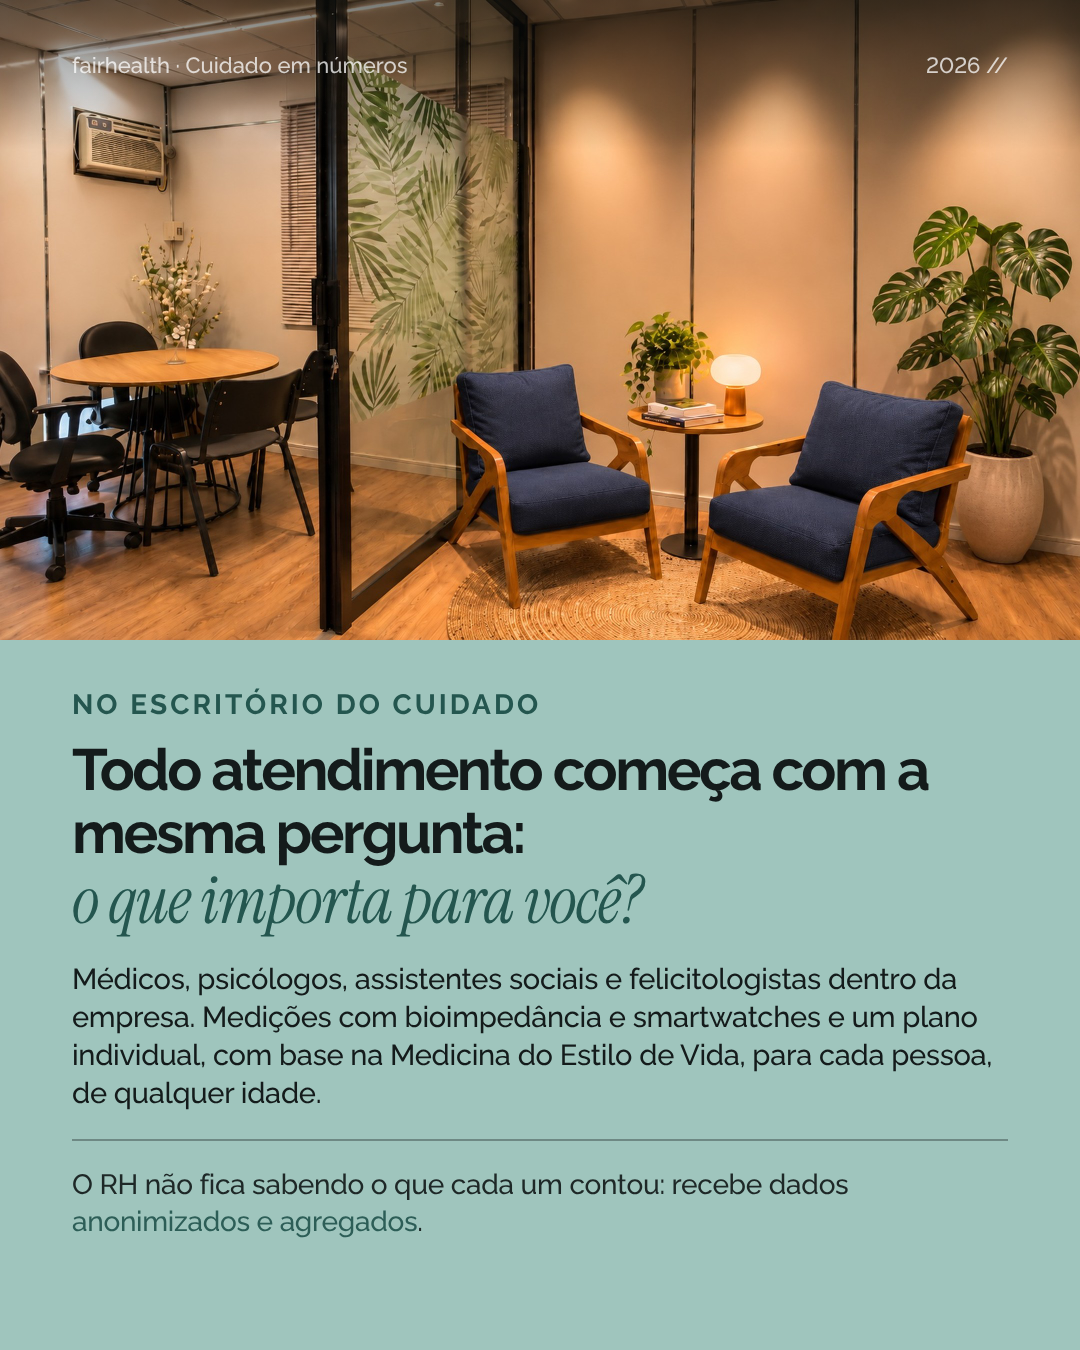 fairhealth · Cuidado em números
2026 //
NO ESCRITÓRIO DO CUIDADO
Todo atendimento começa com a
mesma pergunta:
o que importa para você?
Médicos, psicólogos, assistentes sociais e felicitologistas dentro da
empresa. Medições com bioimpedância e smartwatches e um plano
individual, com base na Medicina do Estilo de Vida, para cada pessoa,
de qualquer idade.
O RH não fica sabendo o que cada um contou: recebe dados
anonimizados e agregados.